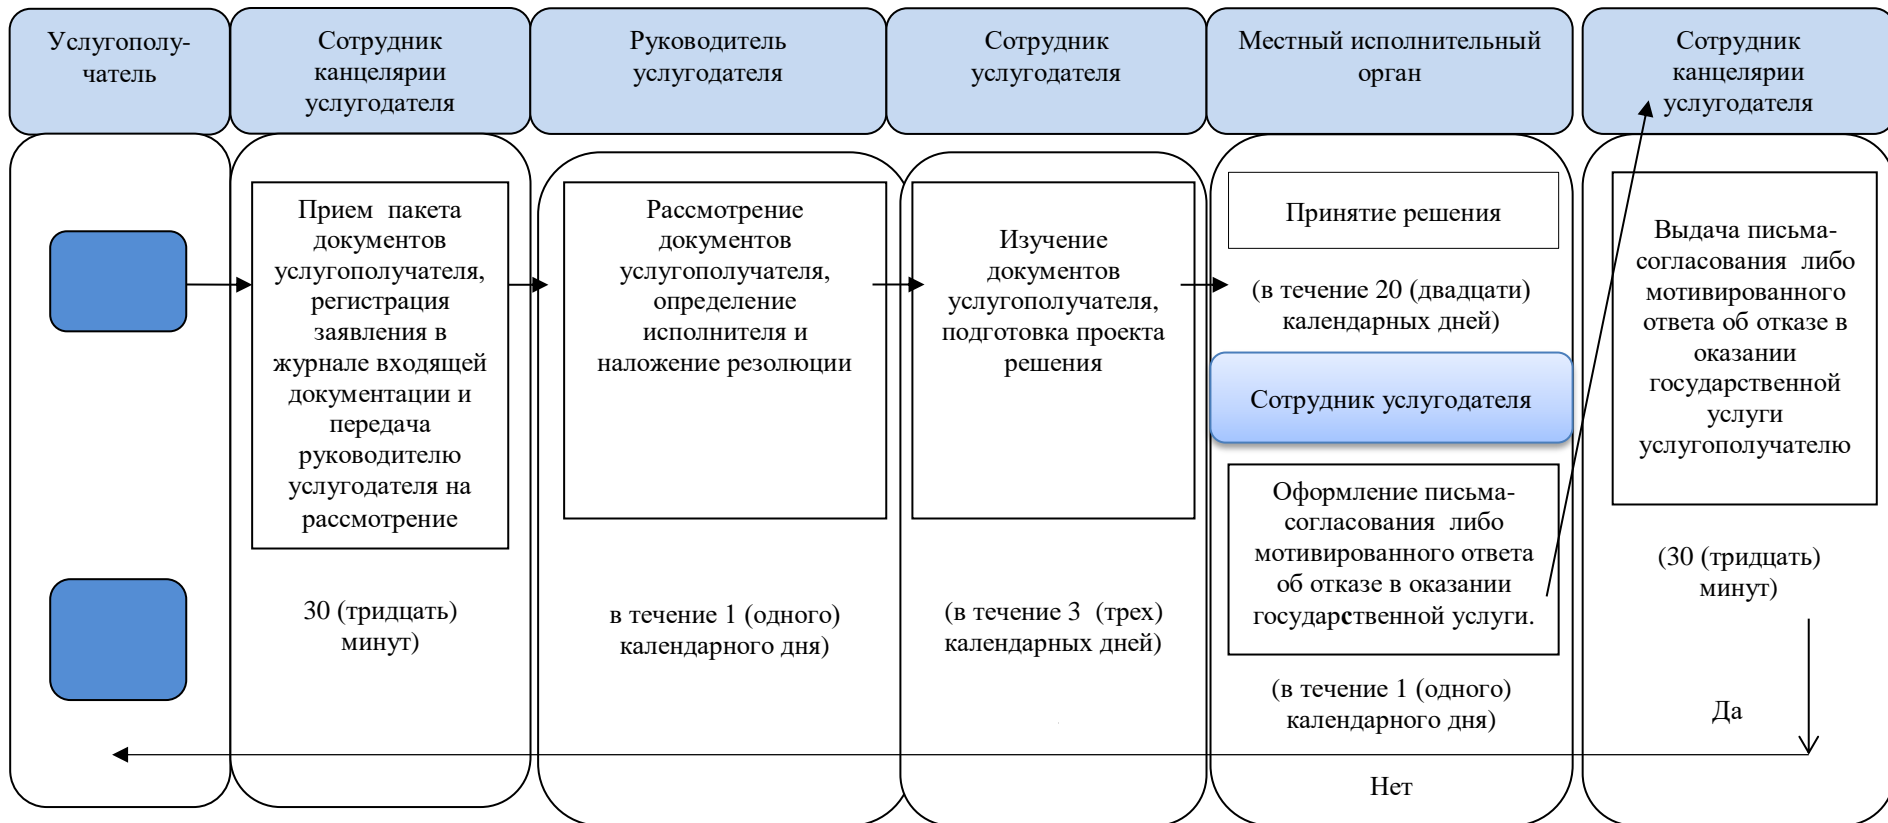 Услугополу-
чатель
Сотрудник
канцелярии
услугодателя
Руководитель
услугодателя
Сотрудник
услугодателя
Местный исполнительный
орган
Сотрудник
канцелярии
услугодателя
Прием пакета
документов
услугополучателя,
регистрация
заявления в
журнале входящей
документации и
передача
руководителю
услугодателя на
рассмотрение
30 (тридцать)
минут)
Рассмотрение
документов
услугополучателя,
определение
исполнителя и
наложение резолюции
в течение 1 (одного)
календарного дня)
Изучение
документов
услугополучателя,
подготовка проекта
решения
(в течение 3 (трех)
календарных дней)
Принятие решения
(в течение 20 (двадцати)
календарных дней)
Сотрудник услугодателя
Оформление письма-
согласования либо
мотивированного ответа
об отказе в оказании
государственной услуги.
(в течение 1 (одного)
календарного дня)
Нет
Выдача письма-
согласования либо
мотивированного
ответа об отказе в
оказании
государственной
услуги
услугополучателю
(30 (тридцать)
минут)
Да